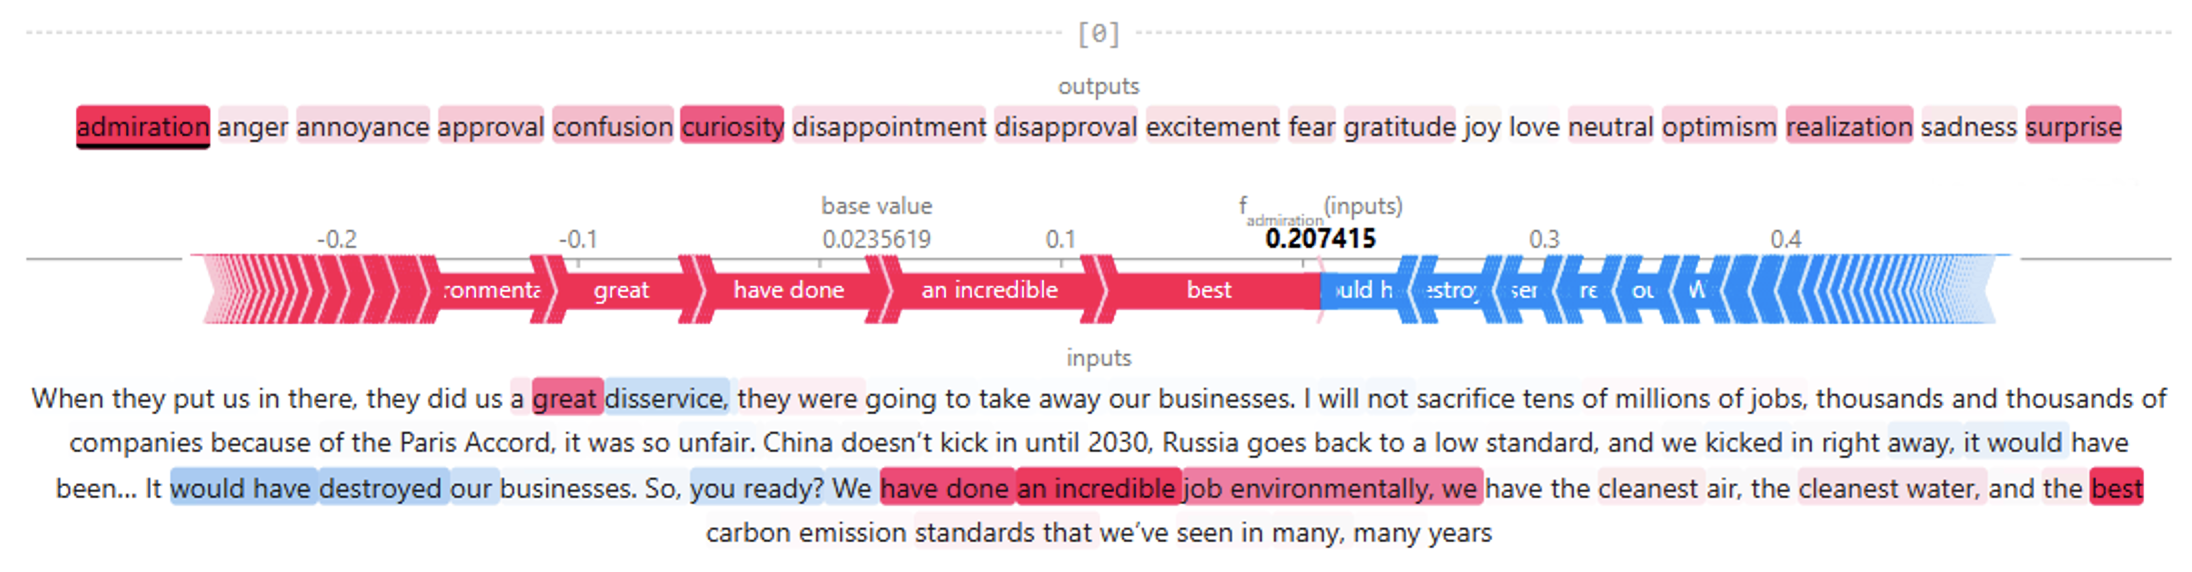 [0]
outputs
admiration anger annoyance approval confusion curiosity disappointment disapproval excitement fear gratitude joy love neutral optimism realization sadness surprise
base value f admiration (inputs)
-0.2 -0.1 0.0235619 0.1 0.207415 0.3 0.4
ronmenta great have done an incredible best ould h estroy ser re ou W
inputs
When they put us in there, they did us a great disservice, they were going to take away our businesses. I will not sacrifice tens of millions of jobs, thousands and thousands of
companies because of the Paris Accord, it was so unfair. China doesn’t kick in until 2030, Russia goes back to a low standard, and we kicked in right away, it would have
been... It would have destroyed our businesses. So, you ready? We have done an incredible job environmentally, we have the cleanest air, the cleanest water, and the best
carbon emission standards that we’ve seen in many, many years